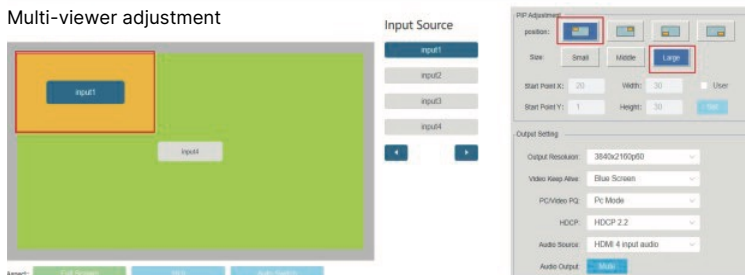 Multi-viewer adjustment
input1
input4
Input Source
input1
input2
input3
input4
PIP Adjustment
position:
Size:
Small
Middle
Large
Start Point X:
20
Width:
30
User
Start Point Y:
1
Height:
30
Set
Output Setting
Output Resolution:
3840x2160p60
Video Keep Alive:
Blue Screen
PC/Video PQ:
Pc Mode
HDCP:
HDCP 2.2
Audio Source:
HDMI 4 input audio
Audio Output:
Mute
Aspect:
Full Screen
Auto Switch